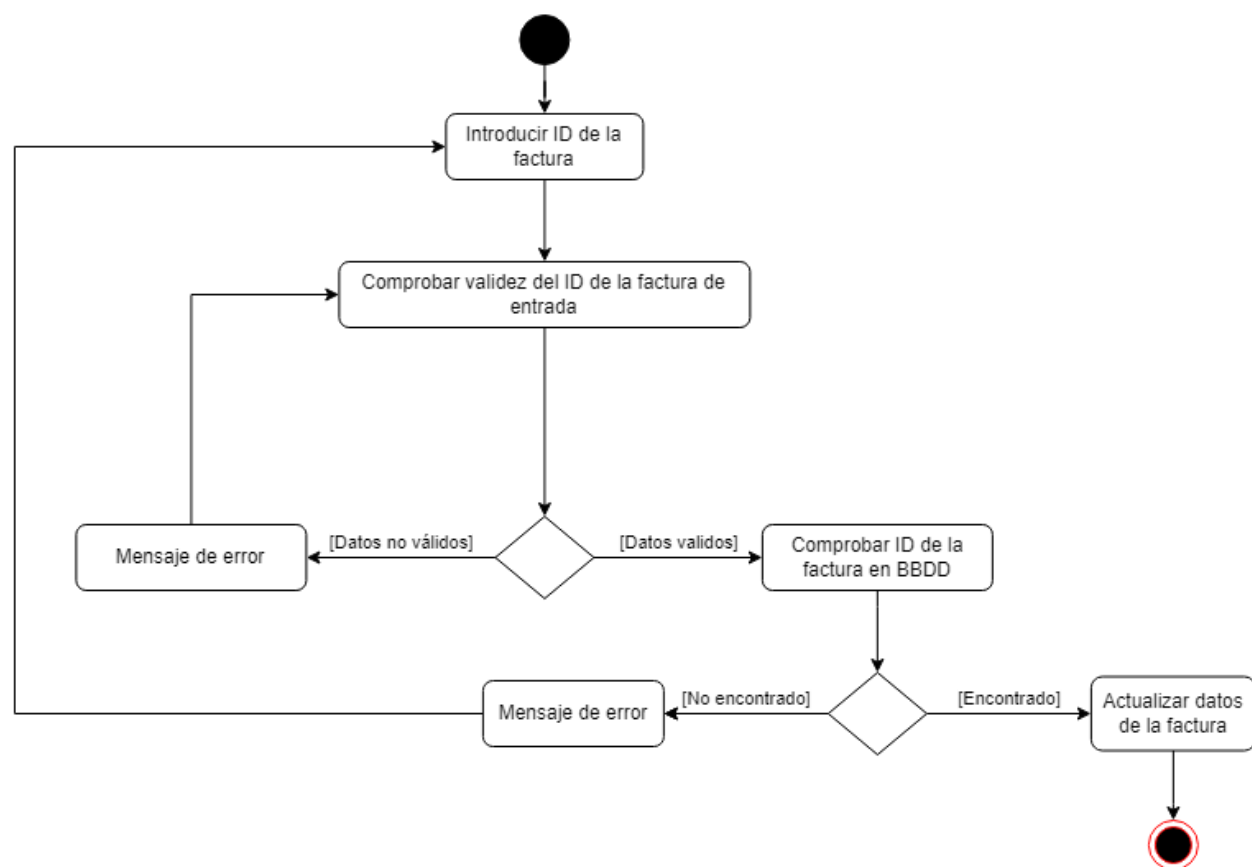 Introducir ID de la
factura
Comprobar validez del ID de la factura de
entrada
Mensaje de error
[Datos no válidos]
[Datos validos]
Comprobar ID de la
factura en BBDD
Mensaje de error
[No encontrado]
[Encontrado]
Actualizar datos
de la factura